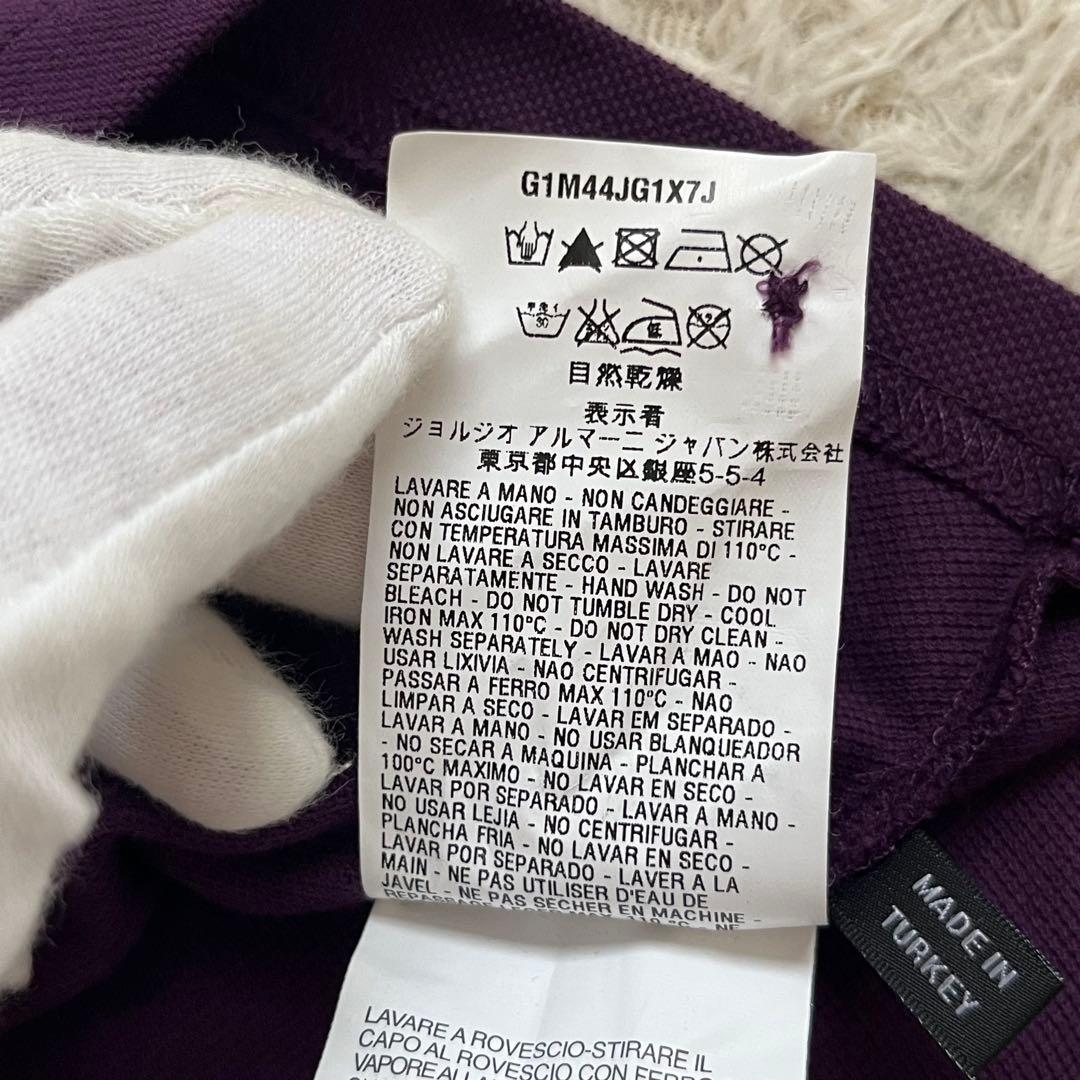 G1M44JG1X7J
手洗イ
30
低
自然乾燥
表示者
ジョルジオ アルマーニ ジャパン株式会社
東京都中央区銀座5-5-4
LAVARE A MANO - NON CANDEGGIARE -
NON ASCIUGARE IN TAMBURO - STIRARE
CON TEMPERATURA MASSIMA DI 110°C -
NON LAVARE A SECCO - LAVARE
SEPARATAMENTE - HAND WASH - DO NOT
BLEACH - DO NOT TUMBLE DRY - COOL
IRON MAX 110°C - DO NOT DRY CLEAN -
WASH SEPARATELY - LAVAR A MAO - NAO
USAR LIXIVIA - NAO CENTRIFUGAR -
PASSAR A FERRO MAX 110°C - NAO
LIMPAR A SECO - LAVAR EM SEPARADO -
LAVAR A MANO - NO USAR BLANQUEADOR
- NO SECAR A MAQUINA - PLANCHAR A
100°C MAXIMO - NO LAVAR EN SECO -
LAVAR POR SEPARADO - LAVAR A MANO -
NO USAR LEJIA - NO CENTRIFUGAR -
PLANCHA FRIA - NO LAVAR EN SECO -
LAVAR POR SEPARADO - LAVER A LA
MAIN - NE PAS UTILISER D'EAU DE
JAVEL - NE PAS SECHER EN MACHINE -
MADE IN
TURKEY
LAVARE A ROVESCIO-STIRARE IL
CAPO AL ROVESCIO CON FERRO